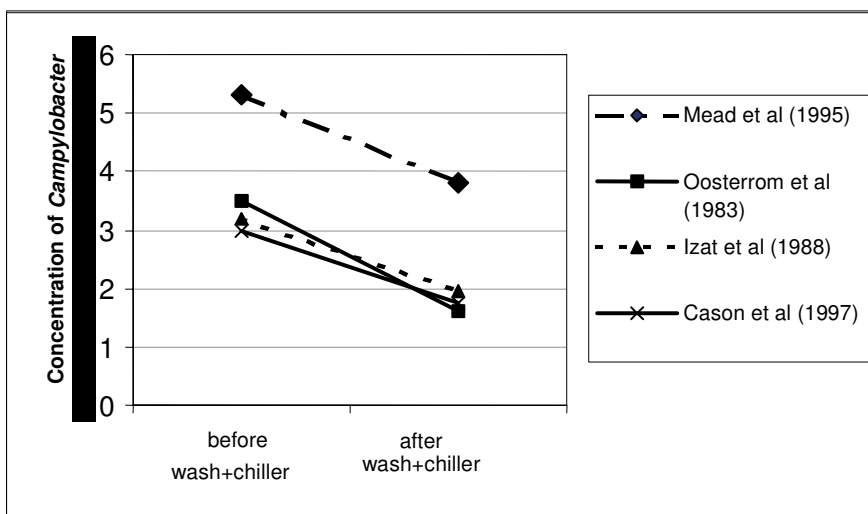 Concentration of Campylobacter
6
5
4
3
2
1
0
before
wash+chiller
after
wash+chiller
Mead et al (1995)
Oosterrom et al
(1983)
Izat et al (1988)
Cason et al (1997)